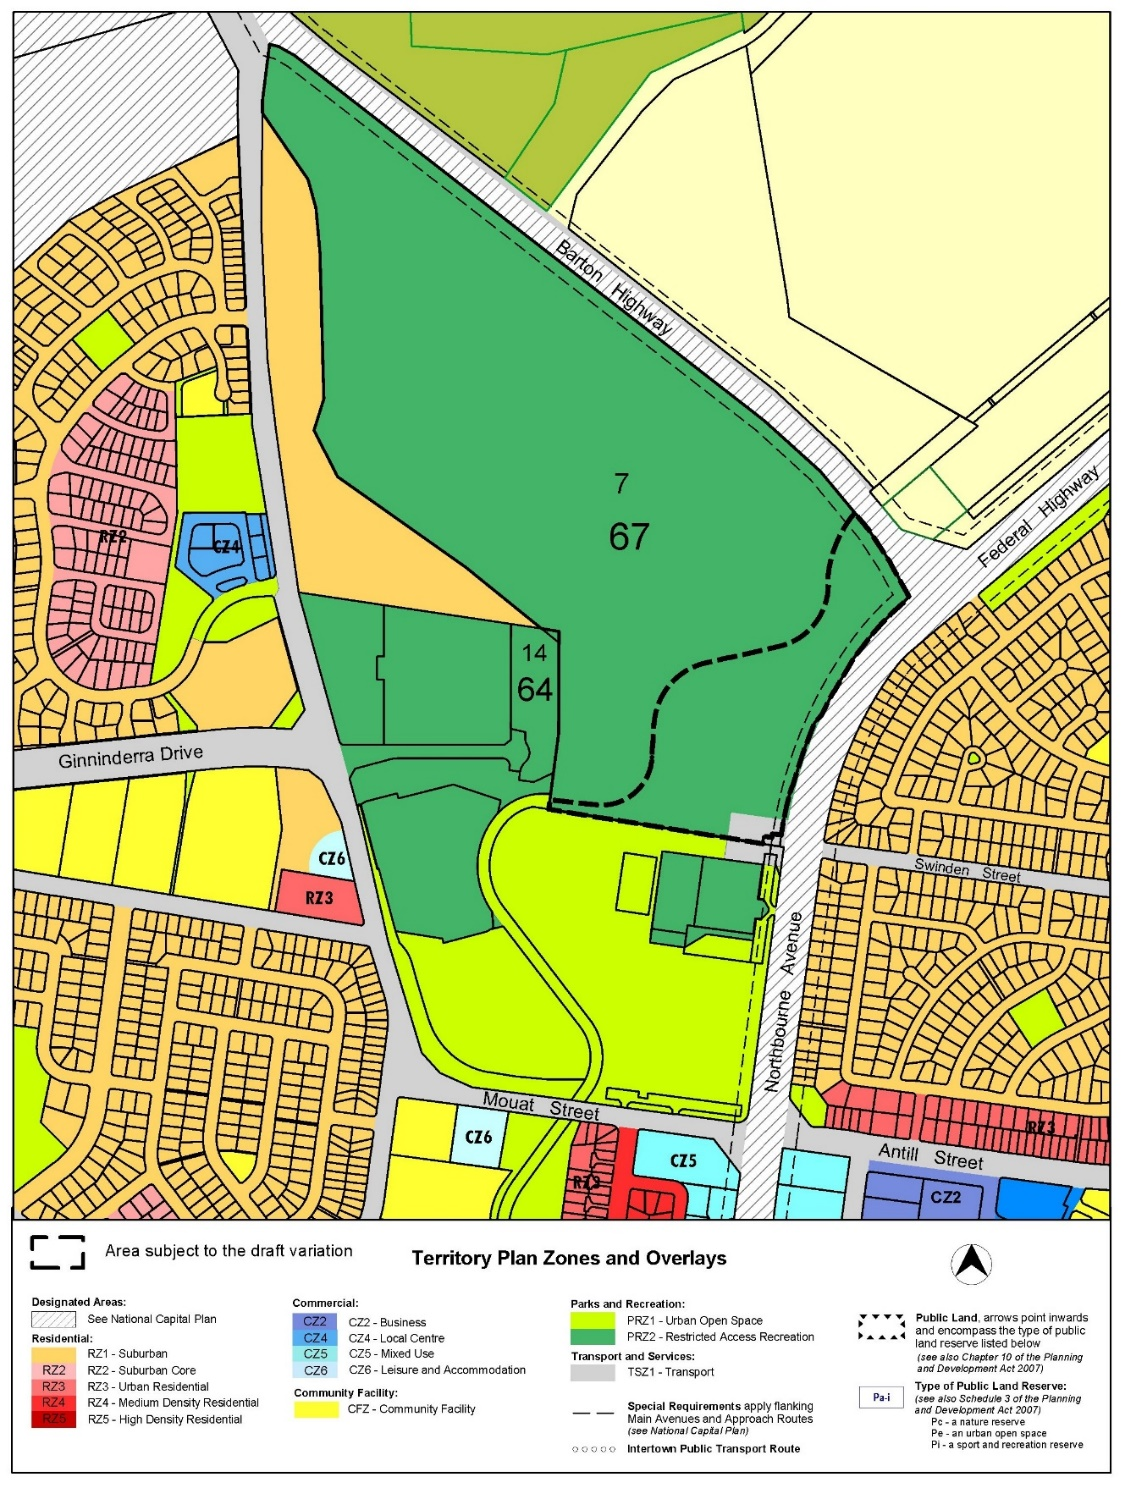 Barton Highway
7
67
Federal Highway
RZ2
CZ4
14
64
Ginninderra Drive
CZ6
RZ3
Swinden Street
Northbourne Avenue
Mouat Street
CZ6
RZ3
CZ5
RZ3
Antill Street
CZ2
Area subject to the draft variation
Territory Plan Zones and Overlays
Designated Areas:
See National Capital Plan
Residential:
RZ1 - Suburban
RZ2 RZ2 - Suburban Core
RZ3 RZ3 - Urban Residential
RZ4 RZ4 - Medium Density Residential
RZ5 RZ5 - High Density Residential
Commercial:
CZ2 CZ2 - Business
CZ4 CZ4 - Local Centre
CZ5 CZ5 - Mixed Use
CZ6 CZ6 - Leisure and Accommodation
Community Facility:
CFZ - Community Facility
Parks and Recreation:
PRZ1 - Urban Open Space
PRZ2 - Restricted Access Recreation
Transport and Services:
TSZ1 - Transport
Special Requirements apply flanking
Main Avenues and Approach Routes
(see National Capital Plan)
Intertown Public Transport Route
Public Land, arrows point inwards
and encompass the type of public
land reserve listed below
(see also Chapter 10 of the Planning
and Development Act 2007)
Pa-i
Type of Public Land Reserve:
(see also Schedule 3 of the Planning
and Development Act 2007)
Pc - a nature reserve
Pe - an urban open space
Pi - a sport and recreation reserve